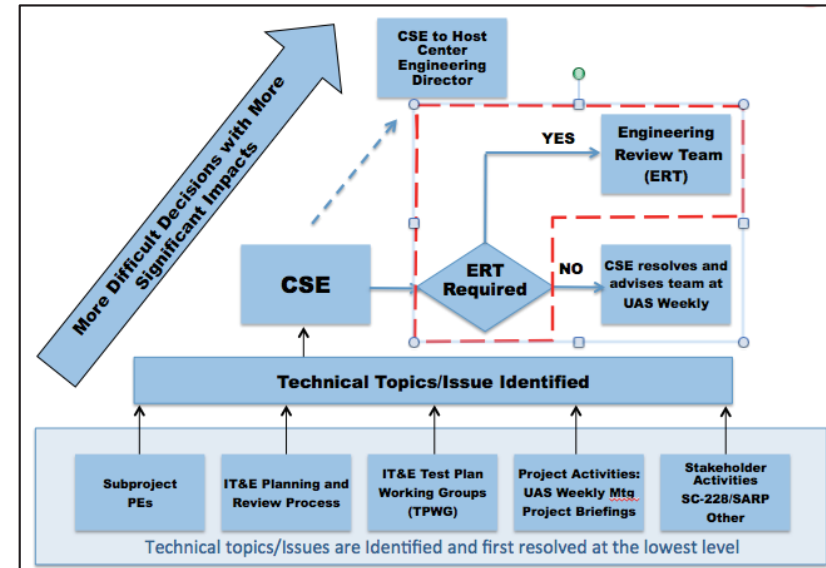 CSE to Host
Center
Engineering
Director
More Difficult Decisions with More
Significant Impacts
YES
Engineering
Review Team
(ERT)
CSE
ERT
Required
NO
CSE resolves and
advises team at
UAS Weekly
Technical Topics/Issue Identified
Subproject
PEs
IT&E Planning and
Review Process
IT&E Test Plan
Working Groups
(TPWG)
Project Activities:
UAS Weekly Mtg
Project Briefings
Stakeholder
Activities
SC-228/SARP
Other
Technical topics/Issues are Identified and first resolved at the lowest level